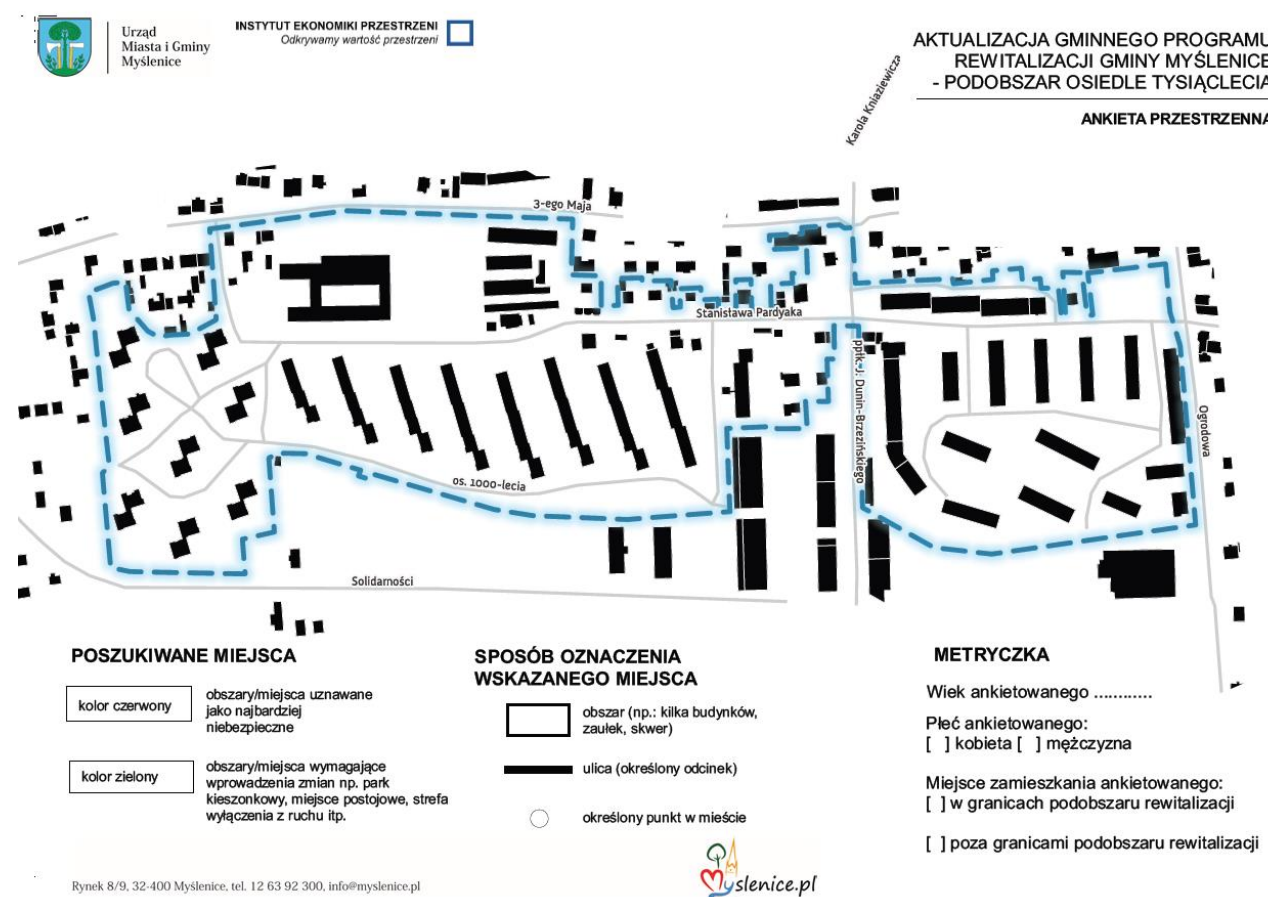 Urząd
Miasta i Gminy
Myślenice
INSTYTUT EKONOMIKI PRZESTRZENI
Odkrywamy wartość przestrzeni
AKTUALIZACJA GMINNEGO PROGRAMU
REWITALIZACJI GMINY MYŚLENICE
- PODOBSZAR OSIEDLE TYSIĄCLECIA
ANKIETA PRZESTRZENNA
Karola Kniaziewicza
3-ego Maja
Stanisława Pardyaka
ppłk. J. Dunin-Brzezińskiego
Ogrodowa
os. 1000-lecia
Solidarności
POSZUKIWANE MIEJSCA
kolor czerwony
obszary/miejsca uznawane
jako najbardziej
niebezpieczne
kolor zielony
obszary/miejsca wymagające
wprowadzenia zmian np. park
kieszonkowy, miejsce postojowe, strefa
wyłączenia z ruchu itp.
SPOSÓB OZNACZENIA
WSKAZANEGO MIEJSCA
obszar (np.: kilka budynków,
zaułek, skwer)
ulica (określony odcinek)
określony punkt w mieście
METRYCZKA
Wiek ankietowanego ............
Płeć ankietowanego:
[ ] kobieta [ ] mężczyzna
Miejsce zamieszkania ankietowanego:
[ ] w granicach podobszaru rewitalizacji
[ ] poza granicami podobszaru rewitalizacji
Rynek 8/9, 32-400 Myślenice, tel. 12 63 92 300, info@myslenice.pl
Myslenice.pl